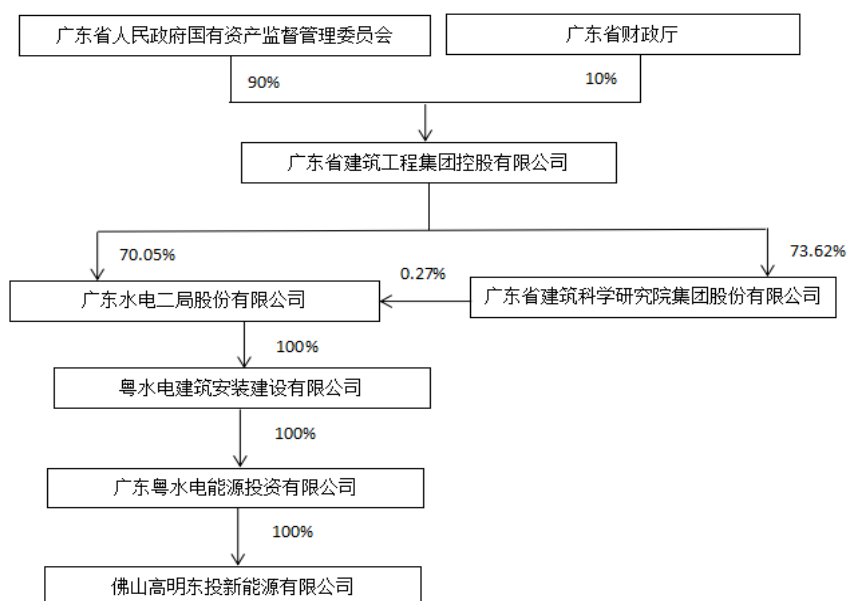 广东省人民政府国有资产监督管理委员会
广东省财政厅
90%
10%
广东省建筑工程集团控股有限公司
70.05%
73.62%
0.27%
广东水电二局股份有限公司
广东省建筑科学研究院集团股份有限公司
100%
粤水电建筑安装建设有限公司
100%
广东粤水电能源投资有限公司
100%
佛山高明东投新能源有限公司